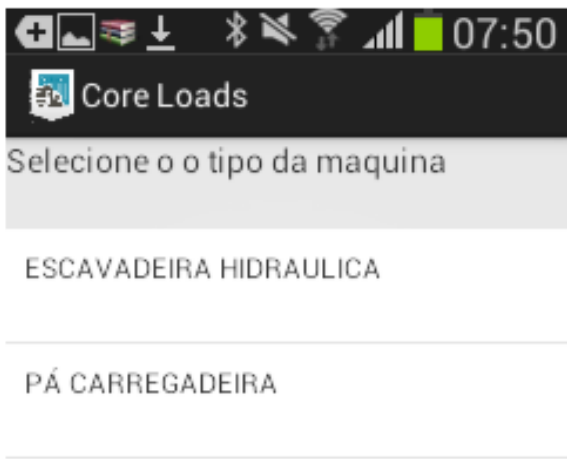 07:50
Core Loads
Selecione o o tipo da maquina
ESCAVADEIRA HIDRAULICA
PÁ CARREGADEIRA